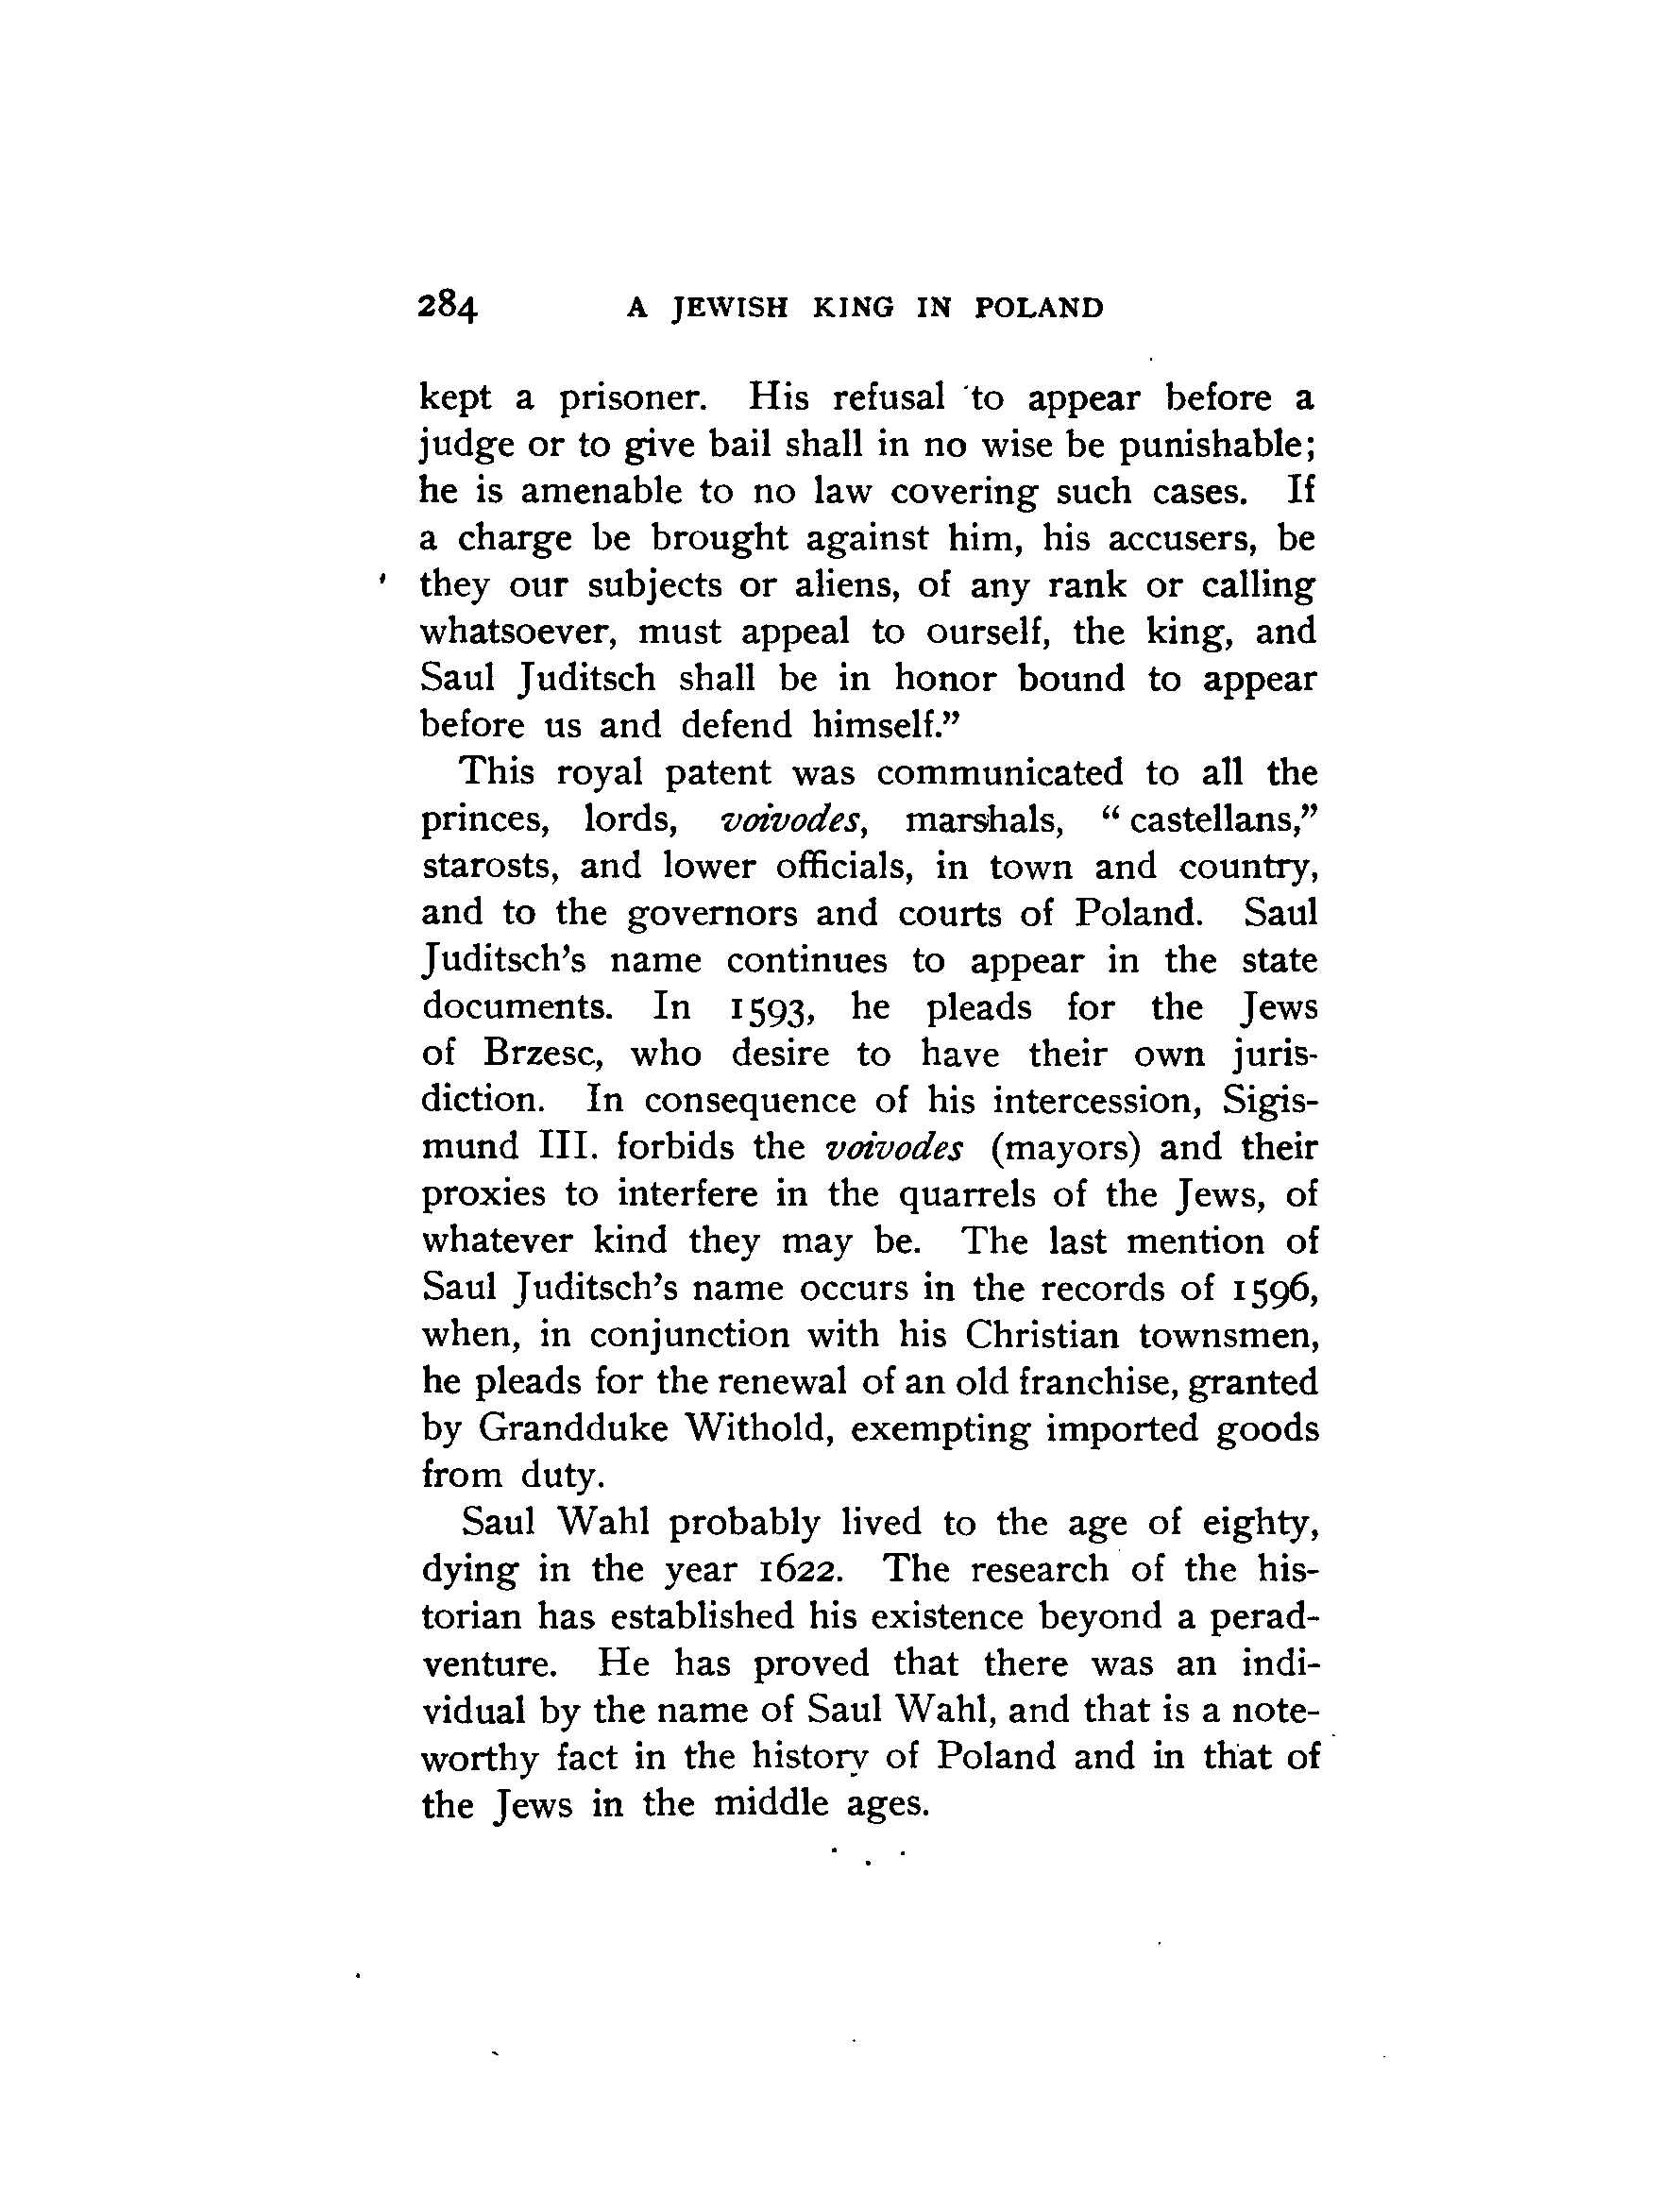 284 A JEWISH KING IN POLAND
kept a prisoner. His refusal to appear before a
judge or to give bail shall in no wise be punishable;
he is amenable to no law covering such cases. If
a charge be brought against him, his accusers, be
they our subjects or aliens, of any rank or calling
whatsoever, must appeal to ourself, the king, and
Saul Juditsch shall be in honor bound to appear
before us and defend himself.”
This royal patent was communicated to all the
princes, lords, voivodes, marshals, “ castellans,”
starosts, and lower officials, in town and country,
and to the governors and courts of Poland. Saul
Juditsch’s name continues to appear in the state
documents. In 1593, he pleads for the Jews
of Brzesc, who desire to have their own juris-
diction. In consequence of his intercession, Sigis-
mund III. forbids the voivodes (mayors) and their
proxies to interfere in the quarrels of the Jews, of
whatever kind they may be. The last mention of
Saul Juditsch’s name occurs in the records of 1596,
when, in conjunction with his Christian townsmen,
he pleads for the renewal of an old franchise, granted
by Grandduke Withold, exempting imported goods
from duty.
Saul Wahl probably lived to the age of eighty,
dying in the year 1622. The research of the his-
torian has established his existence beyond a perad-
venture. He has proved that there was an indi-
vidual by the name of Saul Wahl, and that is a note-
worthy fact in the history of Poland and in that of
the Jews in the middle ages.